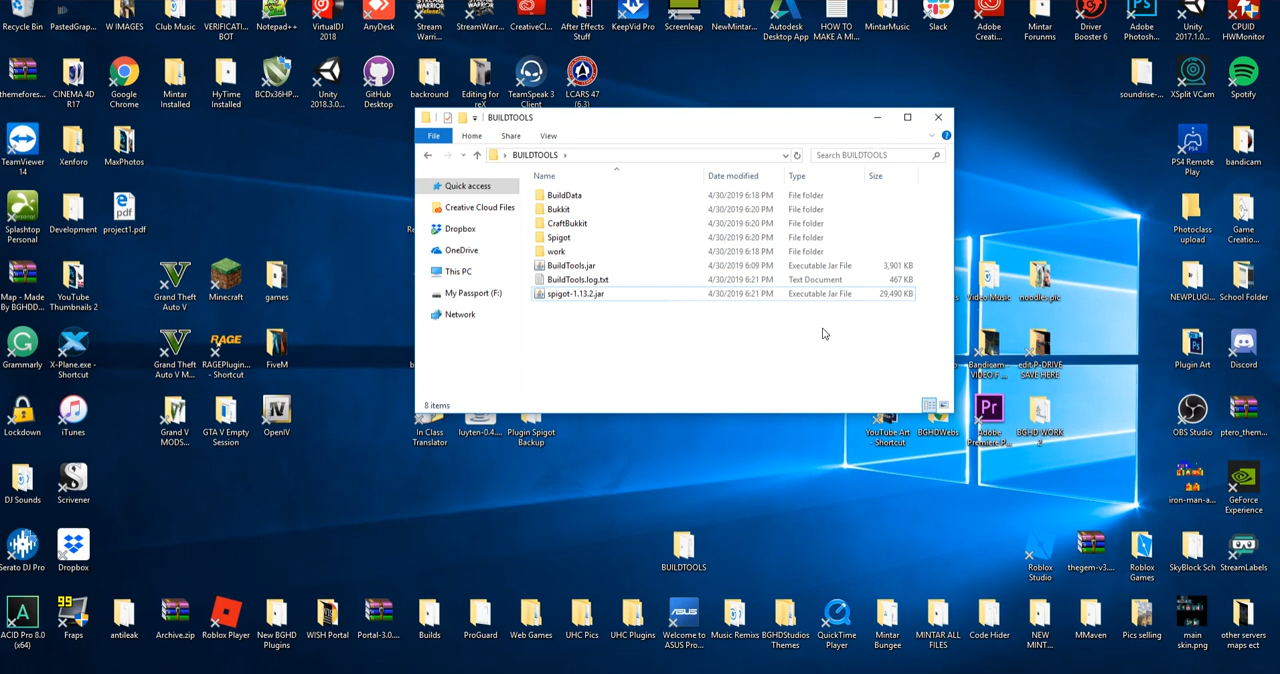 Recycle Bin
PastedGrap...
W IMAGES
Club Music
VERIFICATI...
BOT
Notepad++
VirtualDJ
2018
AnyDesk
Stream
Warri...
StreamWarr...
CreativeCl...
After Effects
Stuff
KeepVid Pro
Screenleap
NewMintar...
Autodesk
Desktop App
HOW TO
MAKE A MI...
MintarMusic
Slack
Adobe
Creati...
Mintar
Forunms
Driver
Booster 6
Adobe
Photosh...
Unity
2017.1.0...
CPUID
HWMonitor
themefores...
CINEMA 4D
R17
Google
Chrome
Mintar
Installed
HyTime
Installed
BCDx36HP...
Unity
2018.3.0...
GitHub
Desktop
backround
Editing for
reX
TeamSpeak 3
Client
LCARS 47
(6.3)
soundrise-...
XSplit VCam
Spotify
BUILDTOOLS
File
Home
Share
View
BUILDTOOLS
Search BUILDTOOLS
Name
Date modified
Type
Size
Quick access
Creative Cloud Files
Dropbox
OneDrive
This PC
My Passport (F:)
Network
BuildData 4/30/2019 6:18 PM File folder
Bukkit 4/30/2019 6:20 PM File folder
CraftBukkit 4/30/2019 6:20 PM File folder
Spigot 4/30/2019 6:20 PM File folder
work 4/30/2019 6:18 PM File folder
BuildTools.jar 4/30/2019 6:09 PM Executable Jar File 3,901 KB
BuildTools.log.txt 4/30/2019 6:21 PM Text Document 467 KB
spigot-1.13.2.jar 4/30/2019 6:21 PM Executable Jar File 29,490 KB
8 items
TeamViewer
14
Xenforo
MaxPhotos
PS4 Remote
Play
bandicam
Splashtop
Personal
Development
project1.pdf
Photoclass
upload
Game
Creatio...
Map - Made
By BGHDD...
YouTube
Thumbnails 2
Grand Theft
Auto V
Minecraft
games
Video Music
noodles pic
NEWPLUGI...
School Folder
Grammarly
X-Plane.exe -
Shortcut
Grand Theft
Auto V M...
RAGE
RAGEPlugin...
- Shortcut
FiveM
Bandicam -
VIDEO F ...
edit P-DRIVE
SAVE HERE
Plugin Art
Discord
Lockdown
iTunes
Grand V
MODS...
GTA V Empty
Session
OpenIV
In Class
Translator
luyten-0.4....
Plugin Spigot
Backup
YouTube Art
- Shortcut
BGHDWebs
Pr
Adobe
Premiere P...
BGHD WORK
2
OBS Studio
ptero_them...
DJ Sounds
Scrivener
iron-man-a...
GeForce
Experience
Serato DJ Pro
Dropbox
BUILDTOOLS
Roblox
Studio
thegem-v3....
Roblox
Games
SkyBlock Sch
StreamLabels
ACID Pro 8.0
(x64)
99
Fraps
antileak
Archive.zip
Roblox Player
New BGHD
Plugins
WISH Portal
Portal-3.0....
Builds
ProGuard
Web Games
UHC Pics
UHC Plugins
ASUS
Welcome to
ASUS Pro...
Music Remixs
BGHDStudios
Themes
QuickTime
Player
Mintar
Bungee
MINTAR ALL
FILES
Code Hider
NEW
MINT...
MMaven
Pics selling
main
skin.png
other servers
maps ect